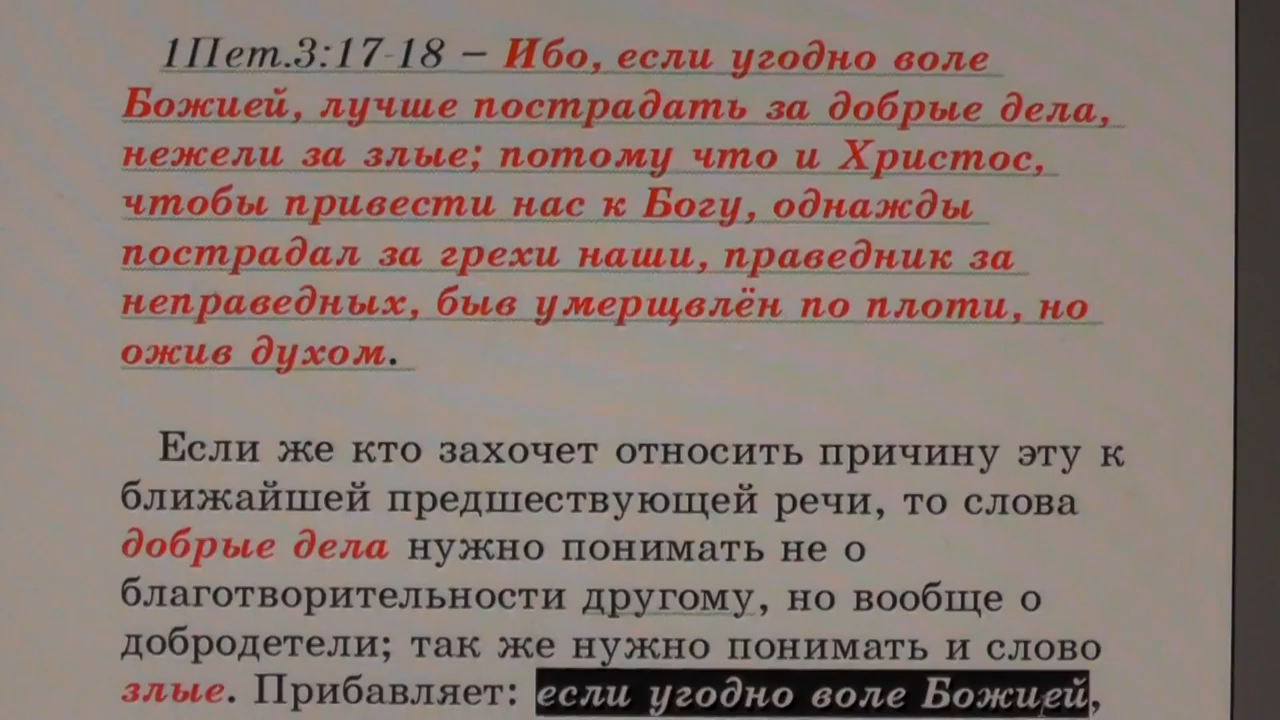 1Пет.3:17-18 – Ибо, если угодно воле
Божией, лучше пострадать за добрые дела,
нежели за злые; потому что и Христос,
чтобы привести нас к Богу, однажды
пострадал за грехи наши, праведник за
неправедных, быв умерщвлён по плоти, но
ожив духом.
Если же кто захочет относить причину эту к
ближайшей предшествующей речи, то слова
добрые дела нужно понимать не о
благотворительности другому, но вообще о
добродетели; так же нужно понимать и слово
злые. Прибавляет: если угодно воле Божией,